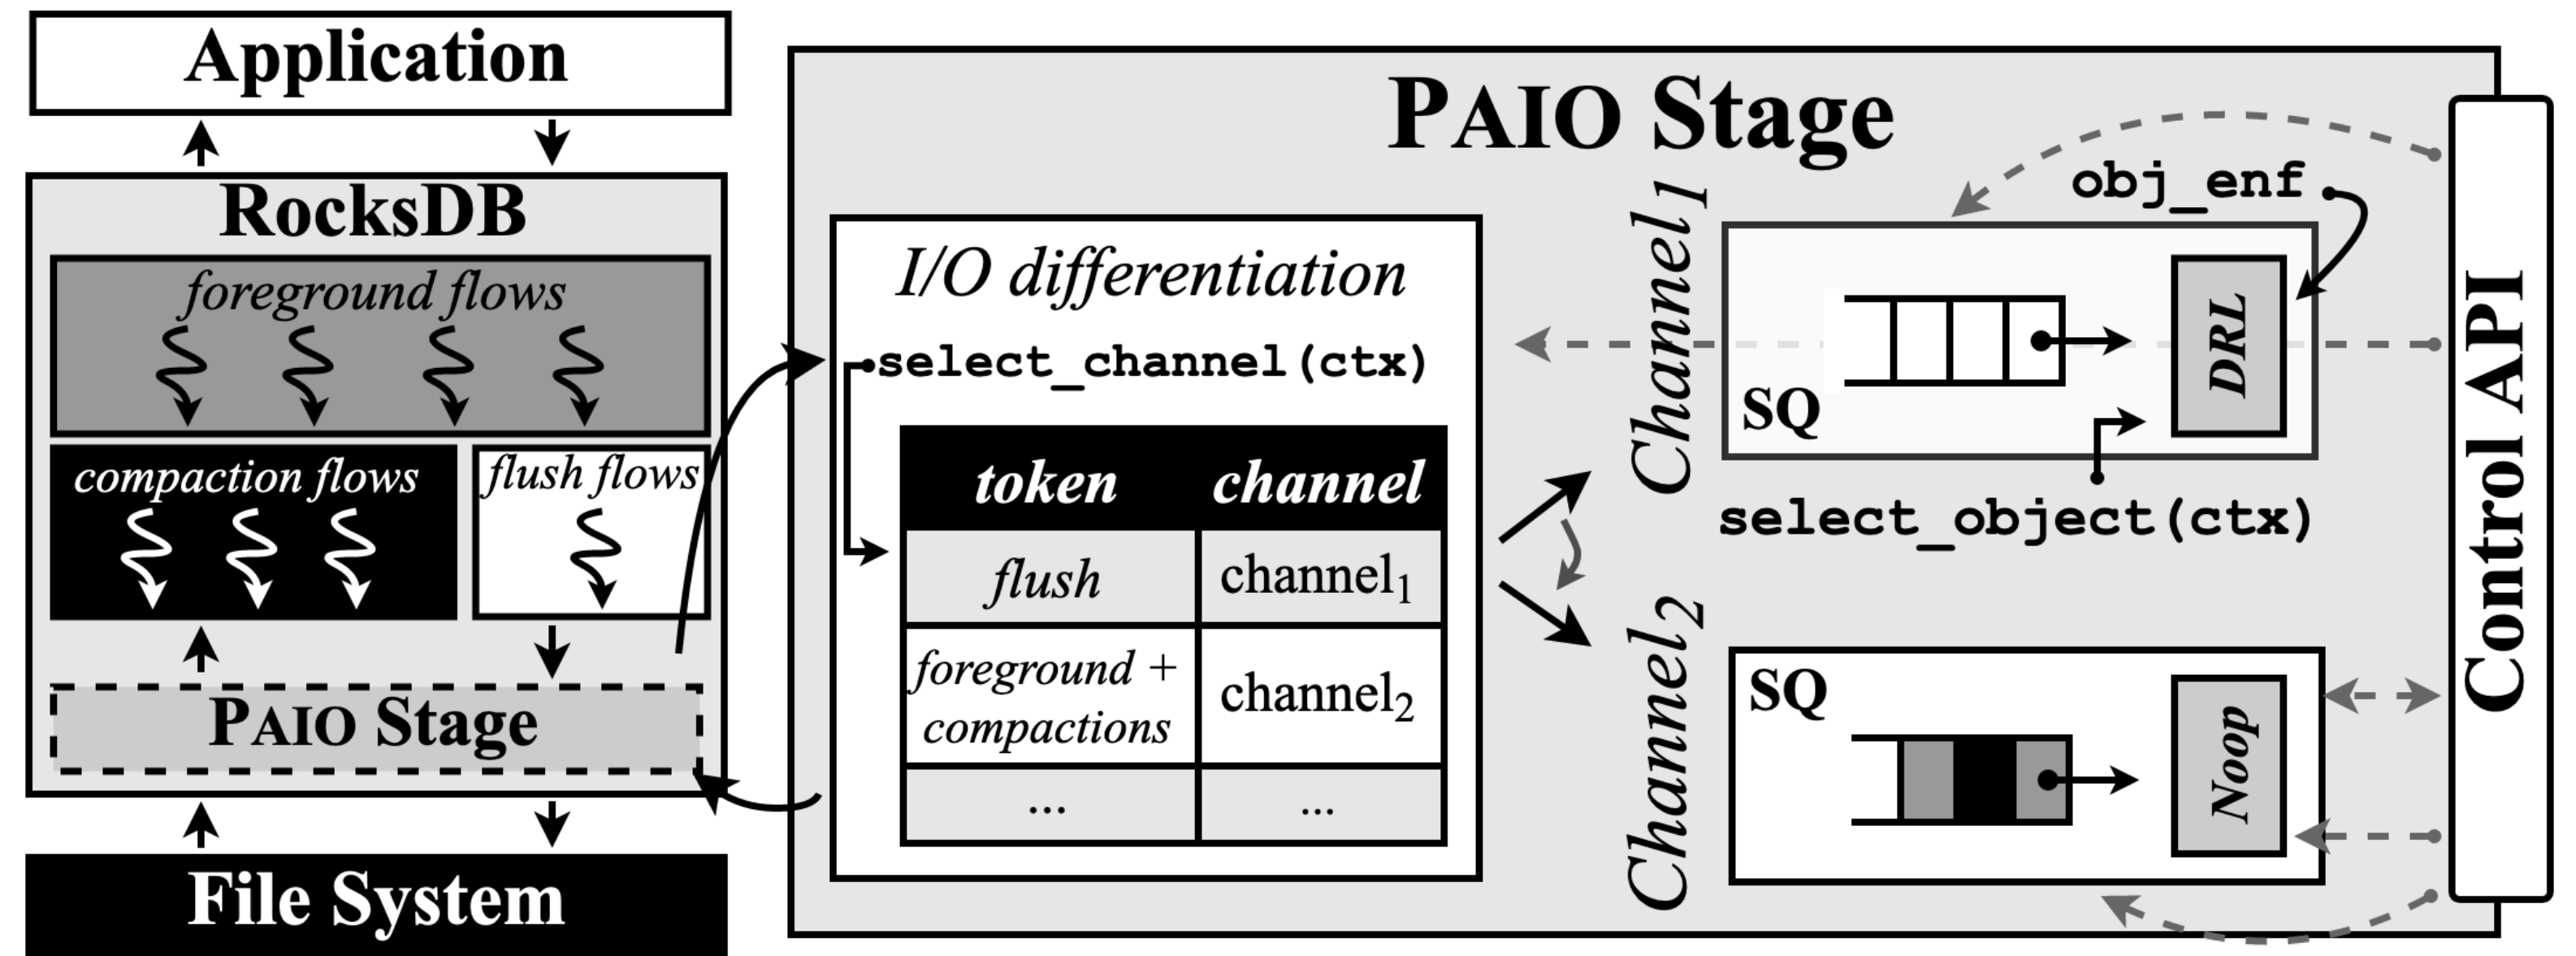 Application
RocksDB
foreground flows
compaction flows
flush flows
PAIO Stage
File System
PAIO Stage
I/O differentiation
select_channel(ctx)
token channel
flush channel1
foreground +
compactions
channel2
... ...
Channel1
obj_enf
SQ
DRL
select_object(ctx)
Channel2
SQ
Noop
Control API